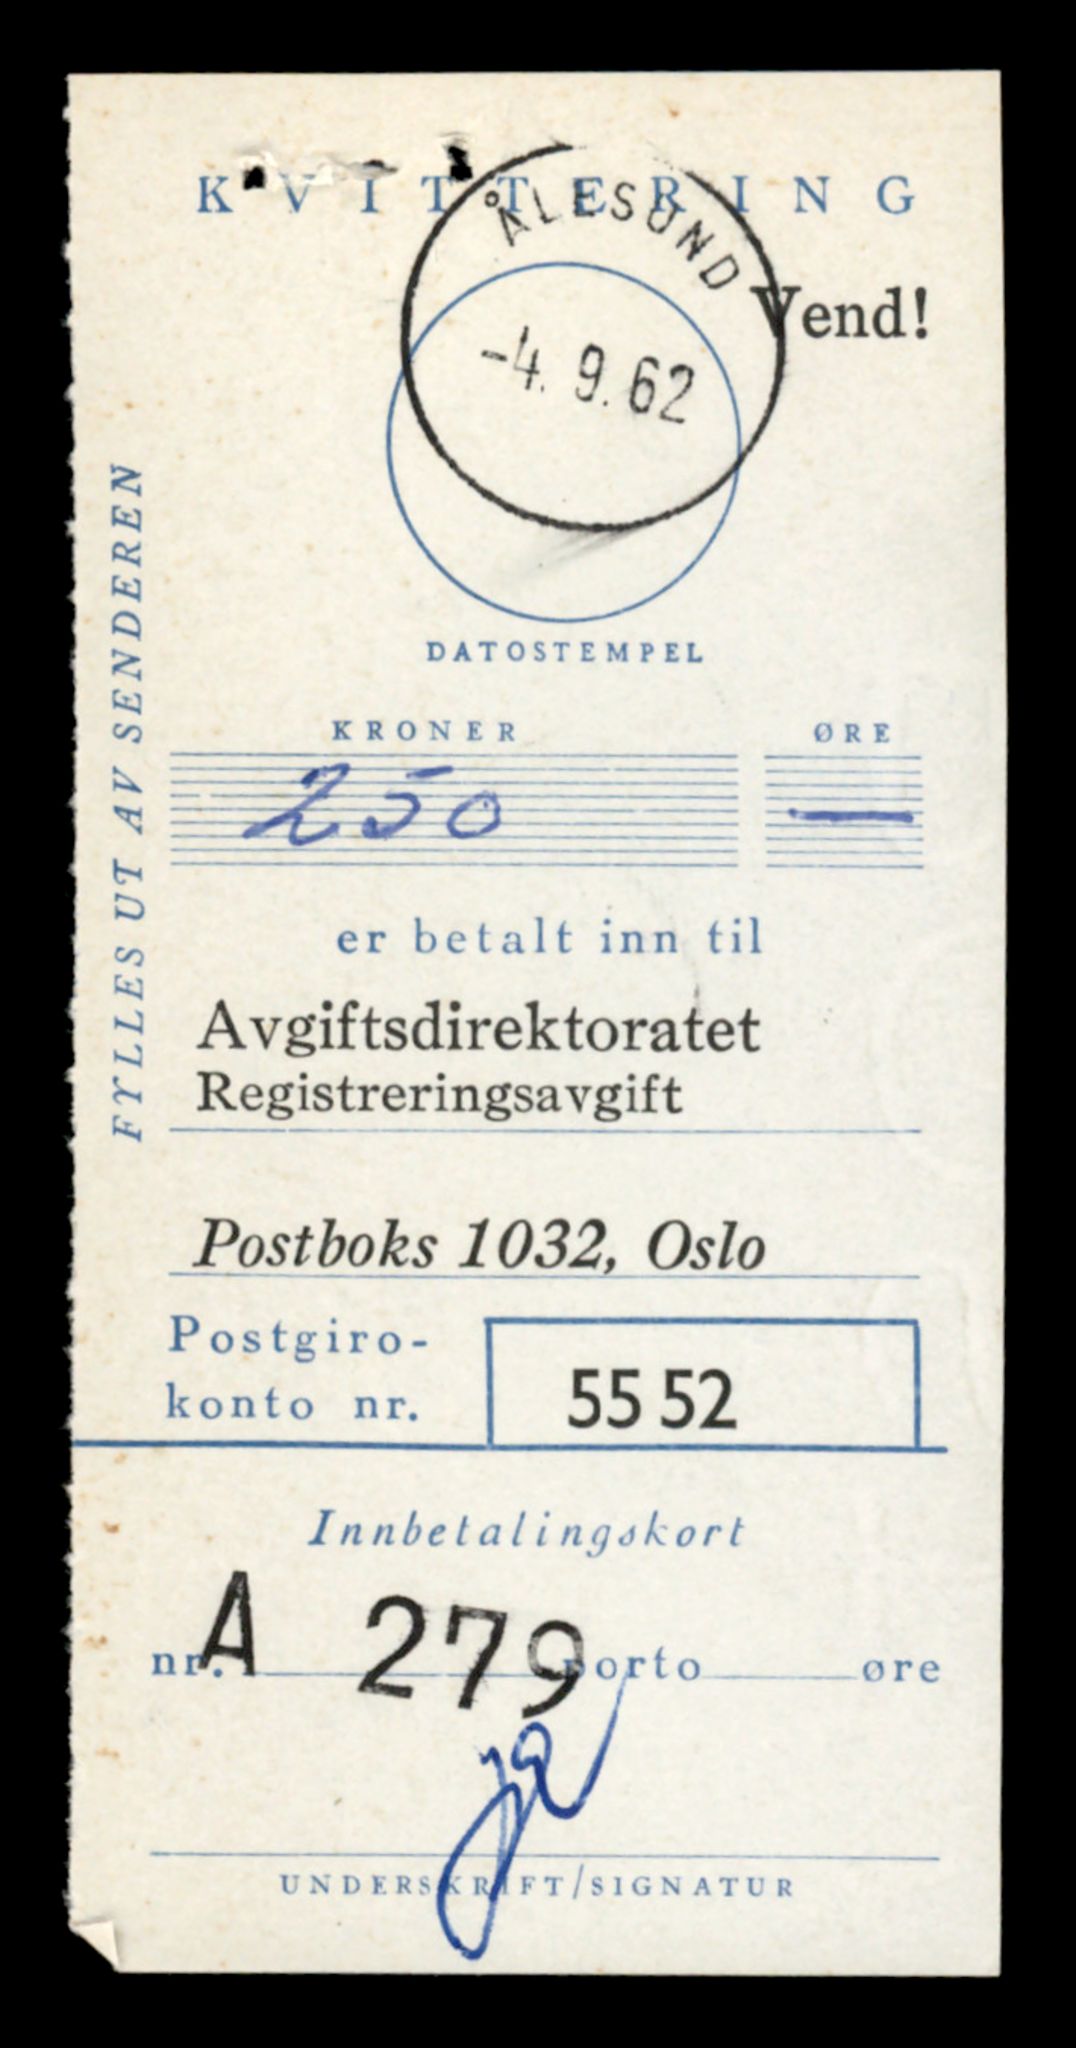 KVITTERING
ÅLESUND
Vend!
-4. 9. 62
DATOSTEMPEL
FYLLES UT AV SENDEREN
KRONER ØRE
250 —
er betalt inn til
Avgiftsdirektoratet
Registreringsavgift
Postboks 1032, Oslo
Postgiro-
konto nr. 55 52
Innbetalingskort
nr. A 279 porto øre
UNDERSKRIFT/SIGNATUR